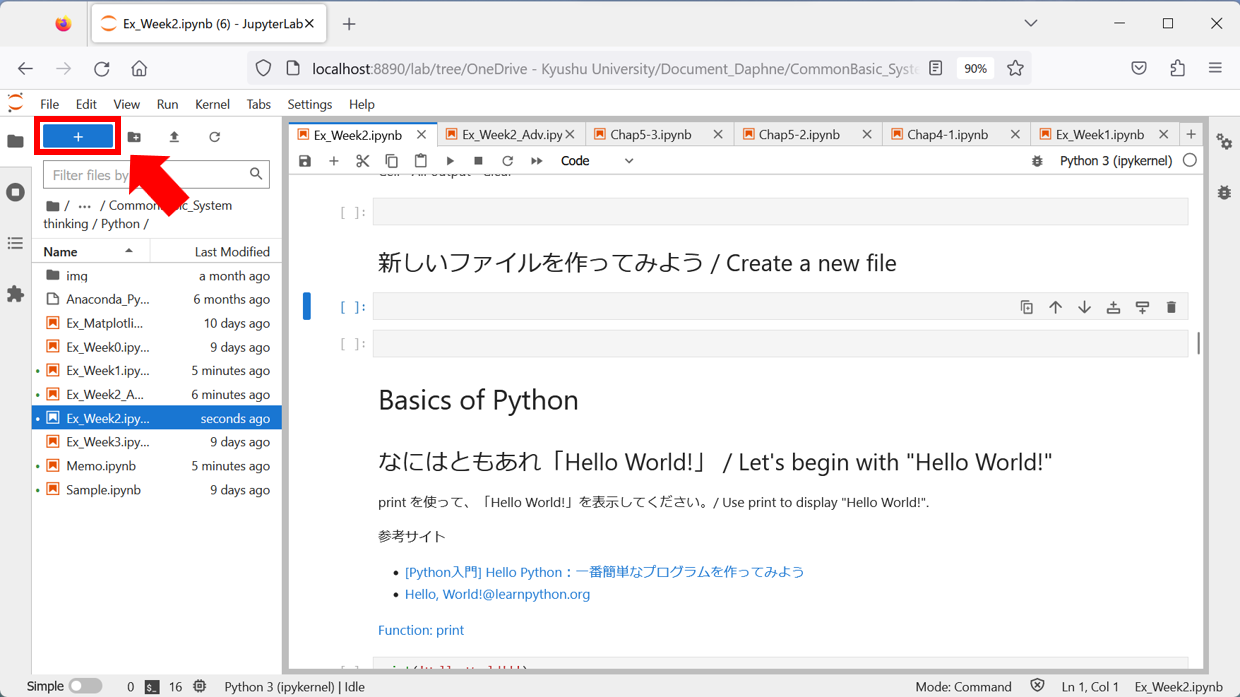 Ex_Week2.ipynb (6) - JupyterLab
localhost:8890/lab/tree/OneDrive - Kyushu University/Document_Daphne/CommonBasic_Syste
90%
File Edit View Run Kernel Tabs Settings Help
Ex_Week2.ipynb Ex_Week2_Adv.ipy Chap5-3.ipynb Chap5-2.ipynb Chap4-1.ipynb Ex_Week1.ipynb
Code Python 3 (ipykernel)
Filter files by
/ ··· / Common
ic_System
thinking / Python /
Name Last Modified
img a month ago
Anaconda_Py... 6 months ago
Ex_Matplotli... 10 days ago
Ex_Week0.ipy... 9 days ago
Ex_Week1.ipy... 5 minutes ago
Ex_Week2_A... 6 minutes ago
Ex_Week2.ipy... seconds ago
Ex_Week3.ipy... 9 days ago
Memo.ipynb 5 minutes ago
Sample.ipynb 9 days ago
[ ]:
新しいファイルを作ってみよう / Create a new file
[ ]:
[ ]:
Basics of Python
なにはともあれ「Hello World!」 / Let's begin with "Hello World!"
print を使って、「Hello World!」を表示してください。/ Use print to display "Hello World!".
参考サイト
• [Python入門] Hello Python：一番簡単なプログラムを作ってみよう
• Hello, World!@learnpython.org
Function: print
Simple 0 16 Python 3 (ipykernel) | Idle Mode: Command Ln 1, Col 1 Ex_Week2.ipynb